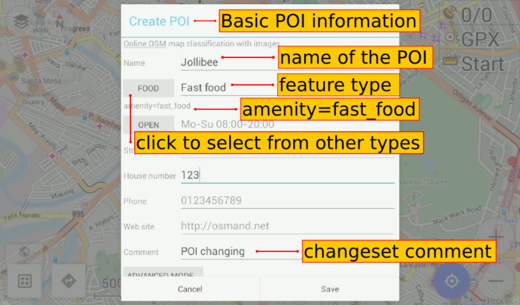 Create POI
Basic POI information
0/0
Online OSM map classification with images
GPX
Name
Jollibee
name of the POI
Start
FOOD
Fast food
feature type
amenity=fast_food
amenity=fast_food
OPEN
Mo-Su 08:00-20:00
click to select from other types
House number
123
Phone
0123456789
Web site
http://osmand.net
Comment
POI changing
changeset comment
ADVANCED MODE
Cancel
Save